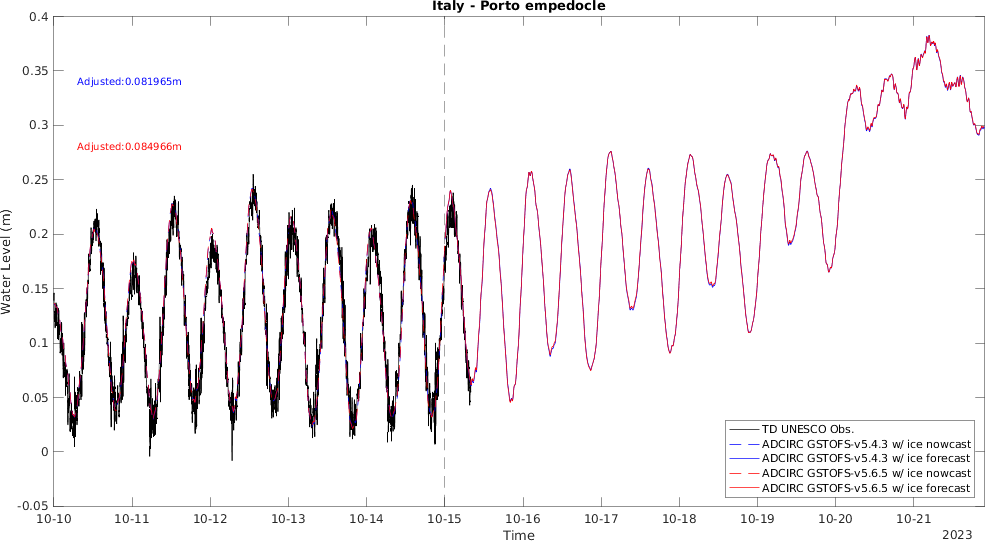 Italy - Porto empedocle
0.4
0.35
0.3
0.25
0.2
0.15
0.1
0.05
0
-0.05
Water Level (m)
Adjusted:0.081965m
Adjusted:0.084966m
TD UNESCO Obs.
ADCIRC GSTOFS-v5.4.3 w/ ice nowcast
ADCIRC GSTOFS-v5.4.3 w/ ice forecast
ADCIRC GSTOFS-v5.6.5 w/ ice nowcast
ADCIRC GSTOFS-v5.6.5 w/ ice forecast
10-10 10-11 10-12 10-13 10-14 10-15 10-16 10-17 10-18 10-19 10-20 10-21
Time
2023